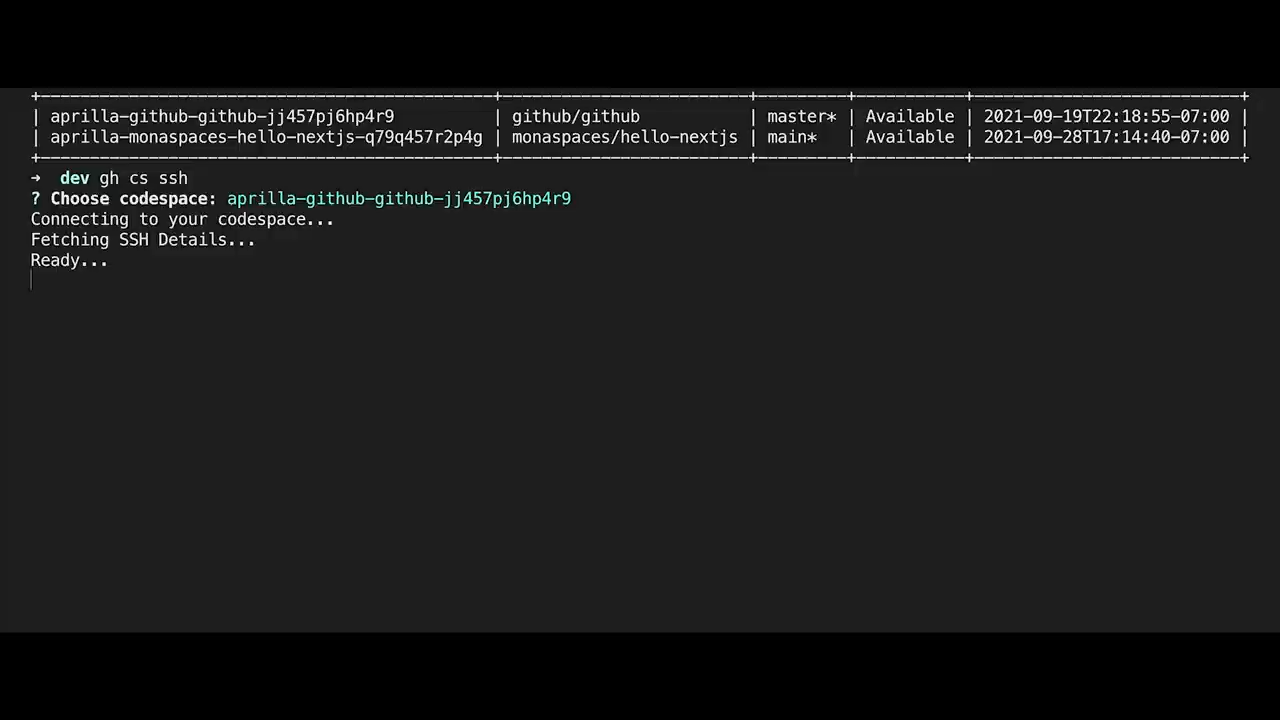 | aprilla-github-github-jj457pj6hp4r9 | github/github | master* | Available | 2021-09-19T22:18:55-07:00 |
| aprilla-monaspaces-hello-nextjs-q79q457r2p4g | monaspaces/hello-nextjs | main* | Available | 2021-09-28T17:14:40-07:00 |
→ dev gh cs ssh
? Choose codespace: aprilla-github-github-jj457pj6hp4r9
Connecting to your codespace...
Fetching SSH Details...
Ready...